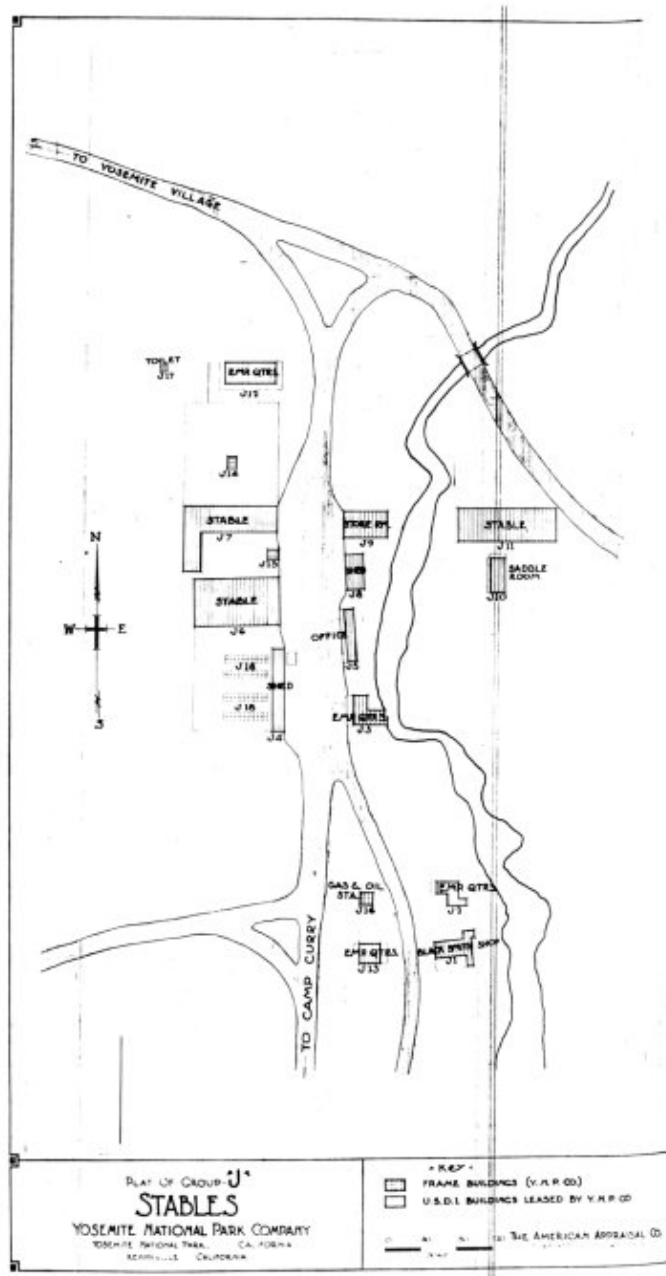 TO YOSEMITE VILLAGE
TOILET
J17
EMP. QTRS.
J12
STABLE
J7
STORE RM.
J9
STABLE
J11
J15
SHED
J8
SADDLE
ROOM
J10
N
W
E
S
STABLE
J6
OFFICE
J5
J18
SHED
J18
J4
EMP. QTRS.
J3
GAS & OIL
STA.
EMP. QTRS.
EMP. QTRS.
J13
BLACK SMITH SHOP
J1
TO CAMP CURRY
PLAT OF GROUP "J"
STABLES
YOSEMITE NATIONAL PARK COMPANY
YOSEMITE NATIONAL PARK, CALIFORNIA
CALIFORNIA
- KEY -
FRAME BUILDINGS (Y.N.P. CO.)
U.S.D.I. BUILDINGS LEASED BY Y.N.P. CO
THE AMERICAN APPRAISAL CO.